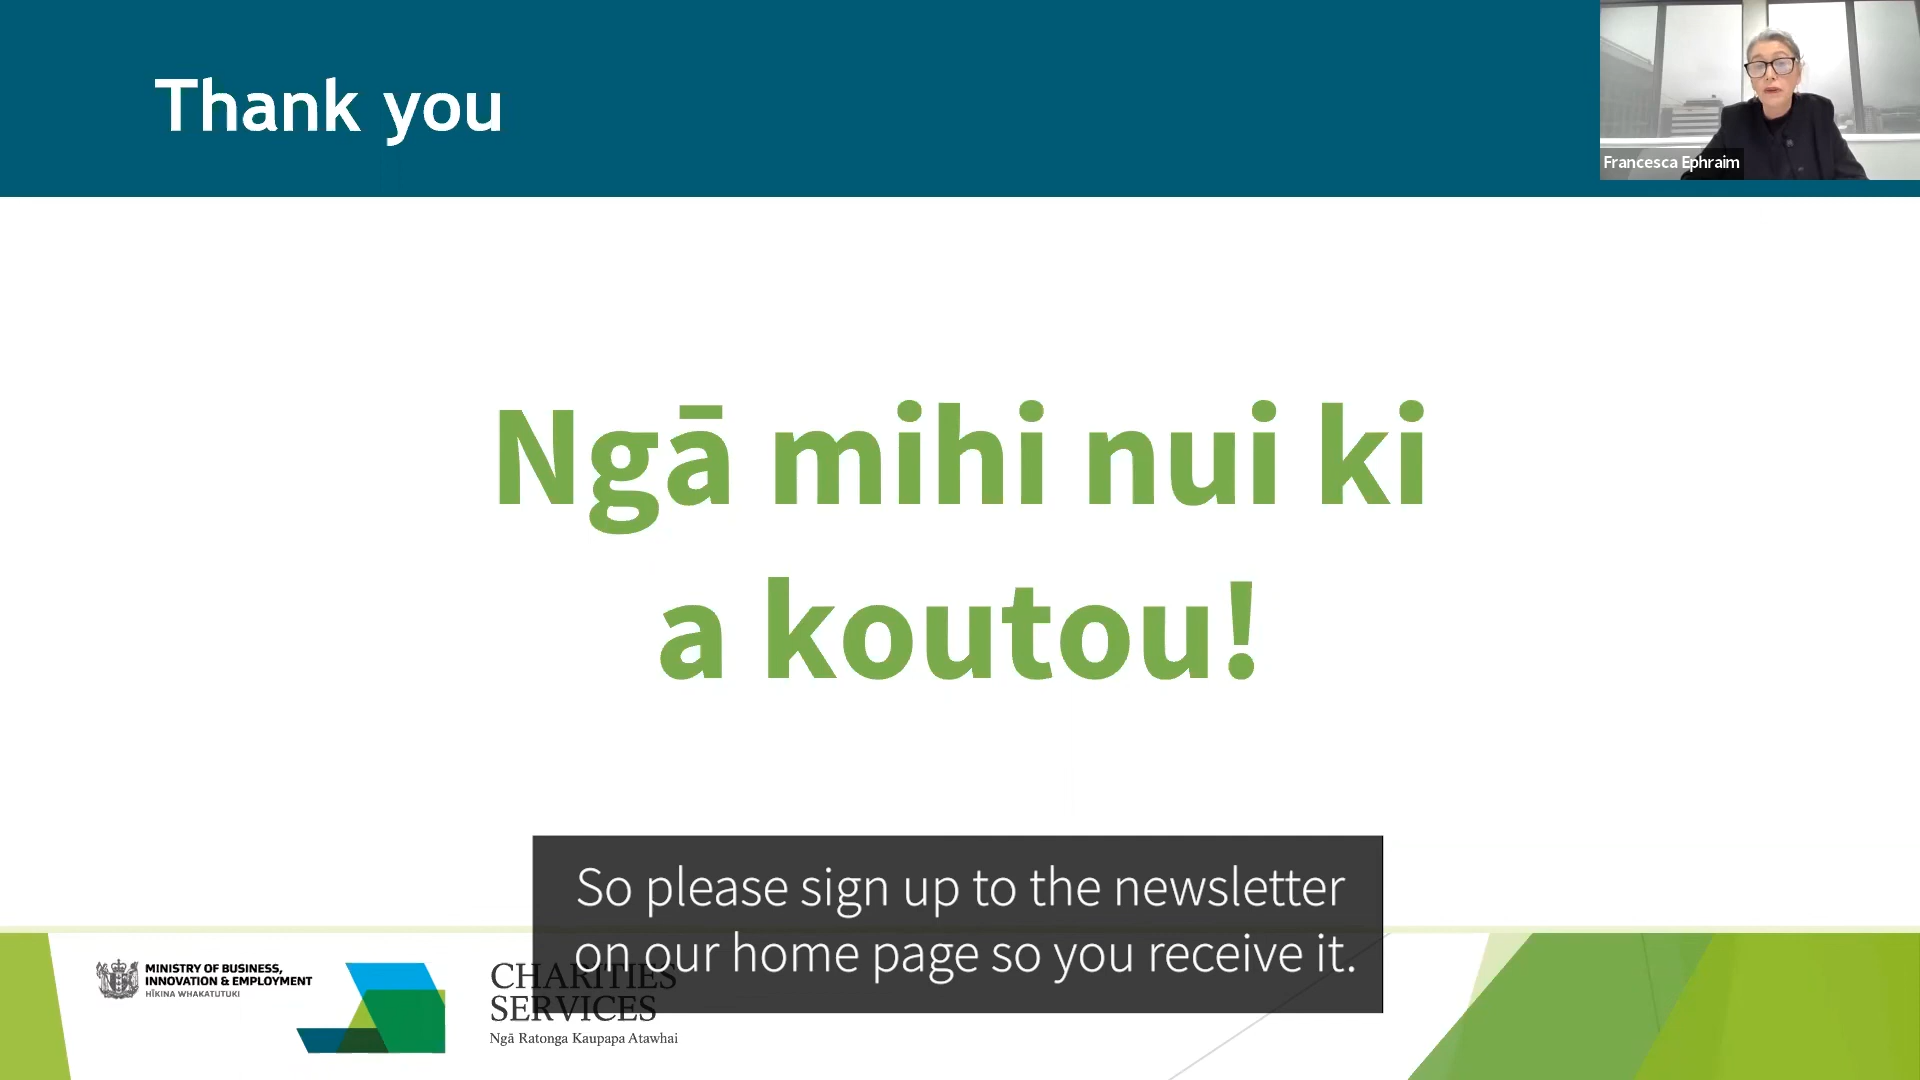 Thank you
Francesca Ephraim
Ngā mihi nui ki
a koutou!
So please sign up to the newsletter
on our home page so you receive it.
MINISTRY OF BUSINESS,
INNOVATION & EMPLOYMENT
HĪKINA WHAKATUTUKI
CHARITIES
SERVICES
Ngā Ratonga Kaupapa Atawhai